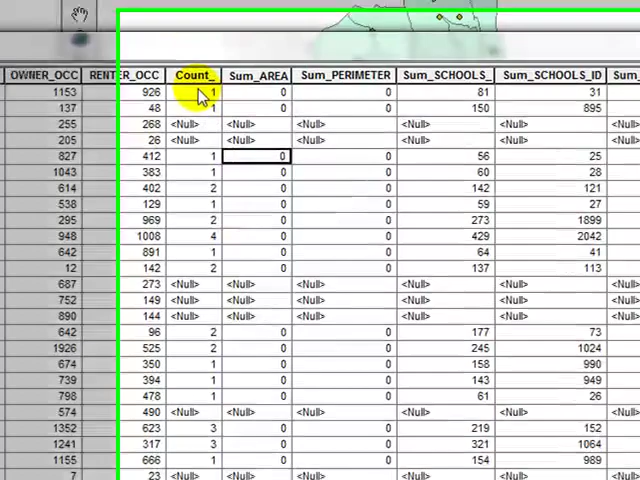 OWNER_OCC RENTER_OCC Count_ Sum_AREA Sum_PERIMETER Sum_SCHOOLS_ Sum_SCHOOLS_ID
1153 926 1 0 0 81 31
137 48 1 0 0 150 895
255 268 <Null> <Null> <Null> <Null> <Null>
205 26 <Null> <Null> <Null> <Null> <Null>
827 412 1 0 0 56 25
1043 383 1 0 0 60 28
614 402 2 0 0 142 121
538 129 1 0 0 59 27
295 969 2 0 0 273 1899
948 1008 4 0 0 429 2042
642 891 1 0 0 64 41
12 142 2 0 0 137 113
687 273 <Null> <Null> <Null> <Null> <Null>
752 149 <Null> <Null> <Null> <Null> <Null>
890 144 <Null> <Null> <Null> <Null> <Null>
642 96 2 0 0 177 73
1926 525 2 0 0 245 1024
674 350 1 0 0 158 990
739 394 1 0 0 143 949
798 478 1 0 0 61 26
574 490 <Null> <Null> <Null> <Null> <Null>
1352 623 3 0 0 219 152
1241 317 3 0 0 321 1064
1155 666 1 0 0 154 989
7 23 <Null> <Null> <Null> <Null> <Null>